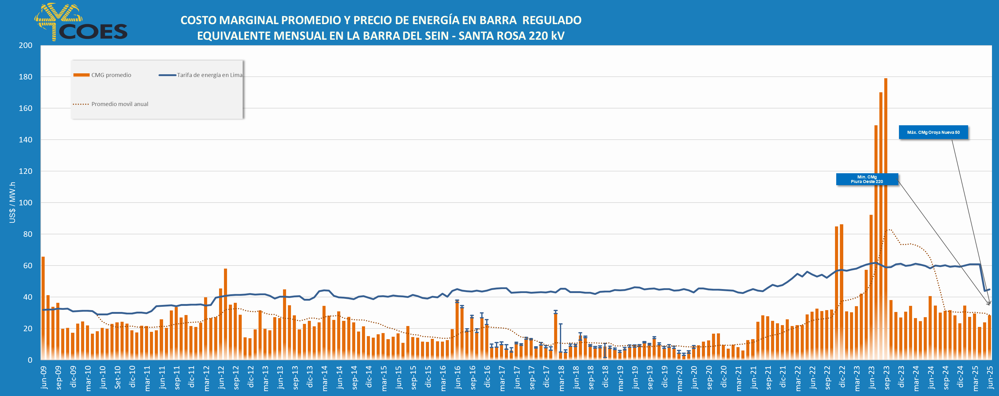 COES
COSTO MARGINAL PROMEDIO Y PRECIO DE ENERGÍA EN BARRA  REGULADO
EQUIVALENTE MENSUAL EN LA BARRA DEL SEIN - SANTA ROSA 220 kV
US$ / MW.h
200
180
160
140
120
100
80
60
40
20
0
CMG promedio
Tarifa de energía en Lima
Promedio movil anual
Máx. CMg Oroya Nueva 50
Min. CMg
Piura Oeste 220
jun-09
sep-09
dic-09
mar-10
jun-10
Set-10
dic-10
mar-11
jun-11
sep-11
dic-11
mar-12
jun-12
sep-12
dic-12
mar-13
jun-13
sep-13
dic-13
mar-14
jun-14
sep-14
dic-14
mar-15
jun-15
sep-15
dic-15
mar-16
jun-16
sep-16
dic-16
mar-17
jun-17
sep-17
dic-17
mar-18
jun-18
sep-18
dic-18
mar-19
jun-19
sep-19
dic-19
mar-20
jun-20
sep-20
dic-20
mar-21
jun-21
sep-21
dic-21
mar-22
jun-22
sep-22
dic-22
mar-23
jun-23
sep-23
dic-23
mar-24
jun-24
sep-24
dic-24
mar-25
jun-25